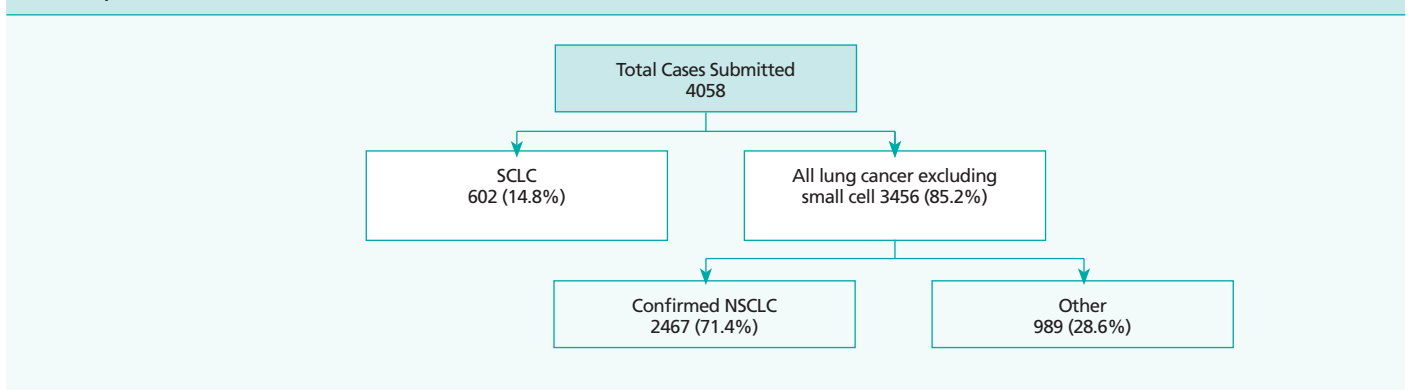 Total Cases Submitted
4058
SCLC
602 (14.8%)
All lung cancer excluding
small cell 3456 (85.2%)
Confirmed NSCLC
2467 (71.4%)
Other
989 (28.6%)